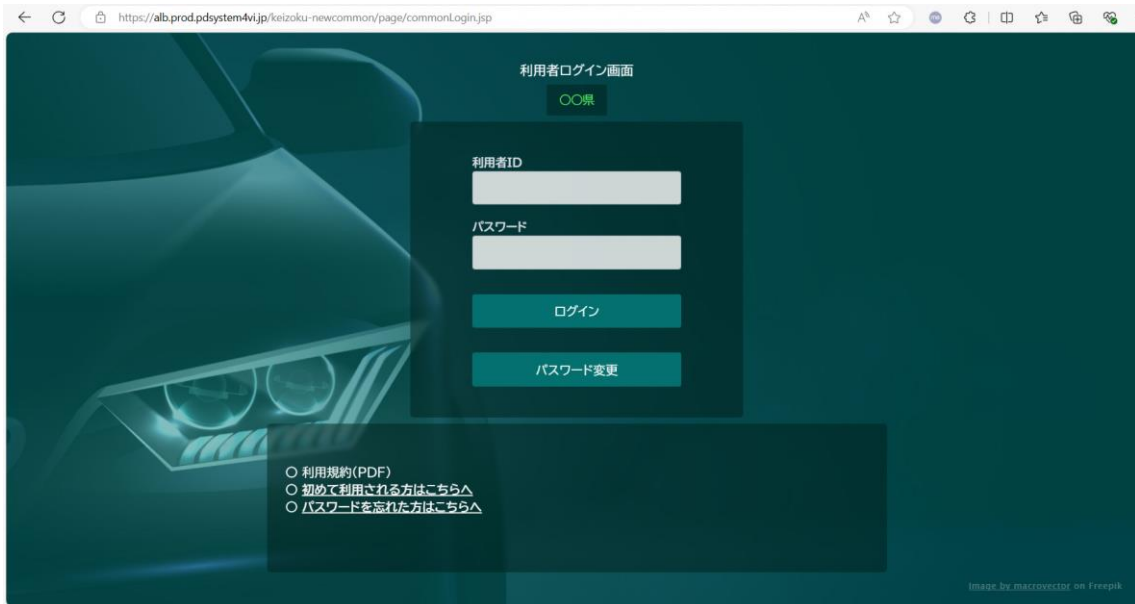 https://alb.prod.pdsystem4vi.jp/keizoku-newcommon/page/commonLogin.jsp
利用者ログイン画面
〇〇県
利用者ID
パスワード
ログイン
パスワード変更
〇 利用規約(PDF)
〇 初めて利用される方はこちらへ
〇 パスワードを忘れた方はこちらへ
Image by macrovector on Freepik